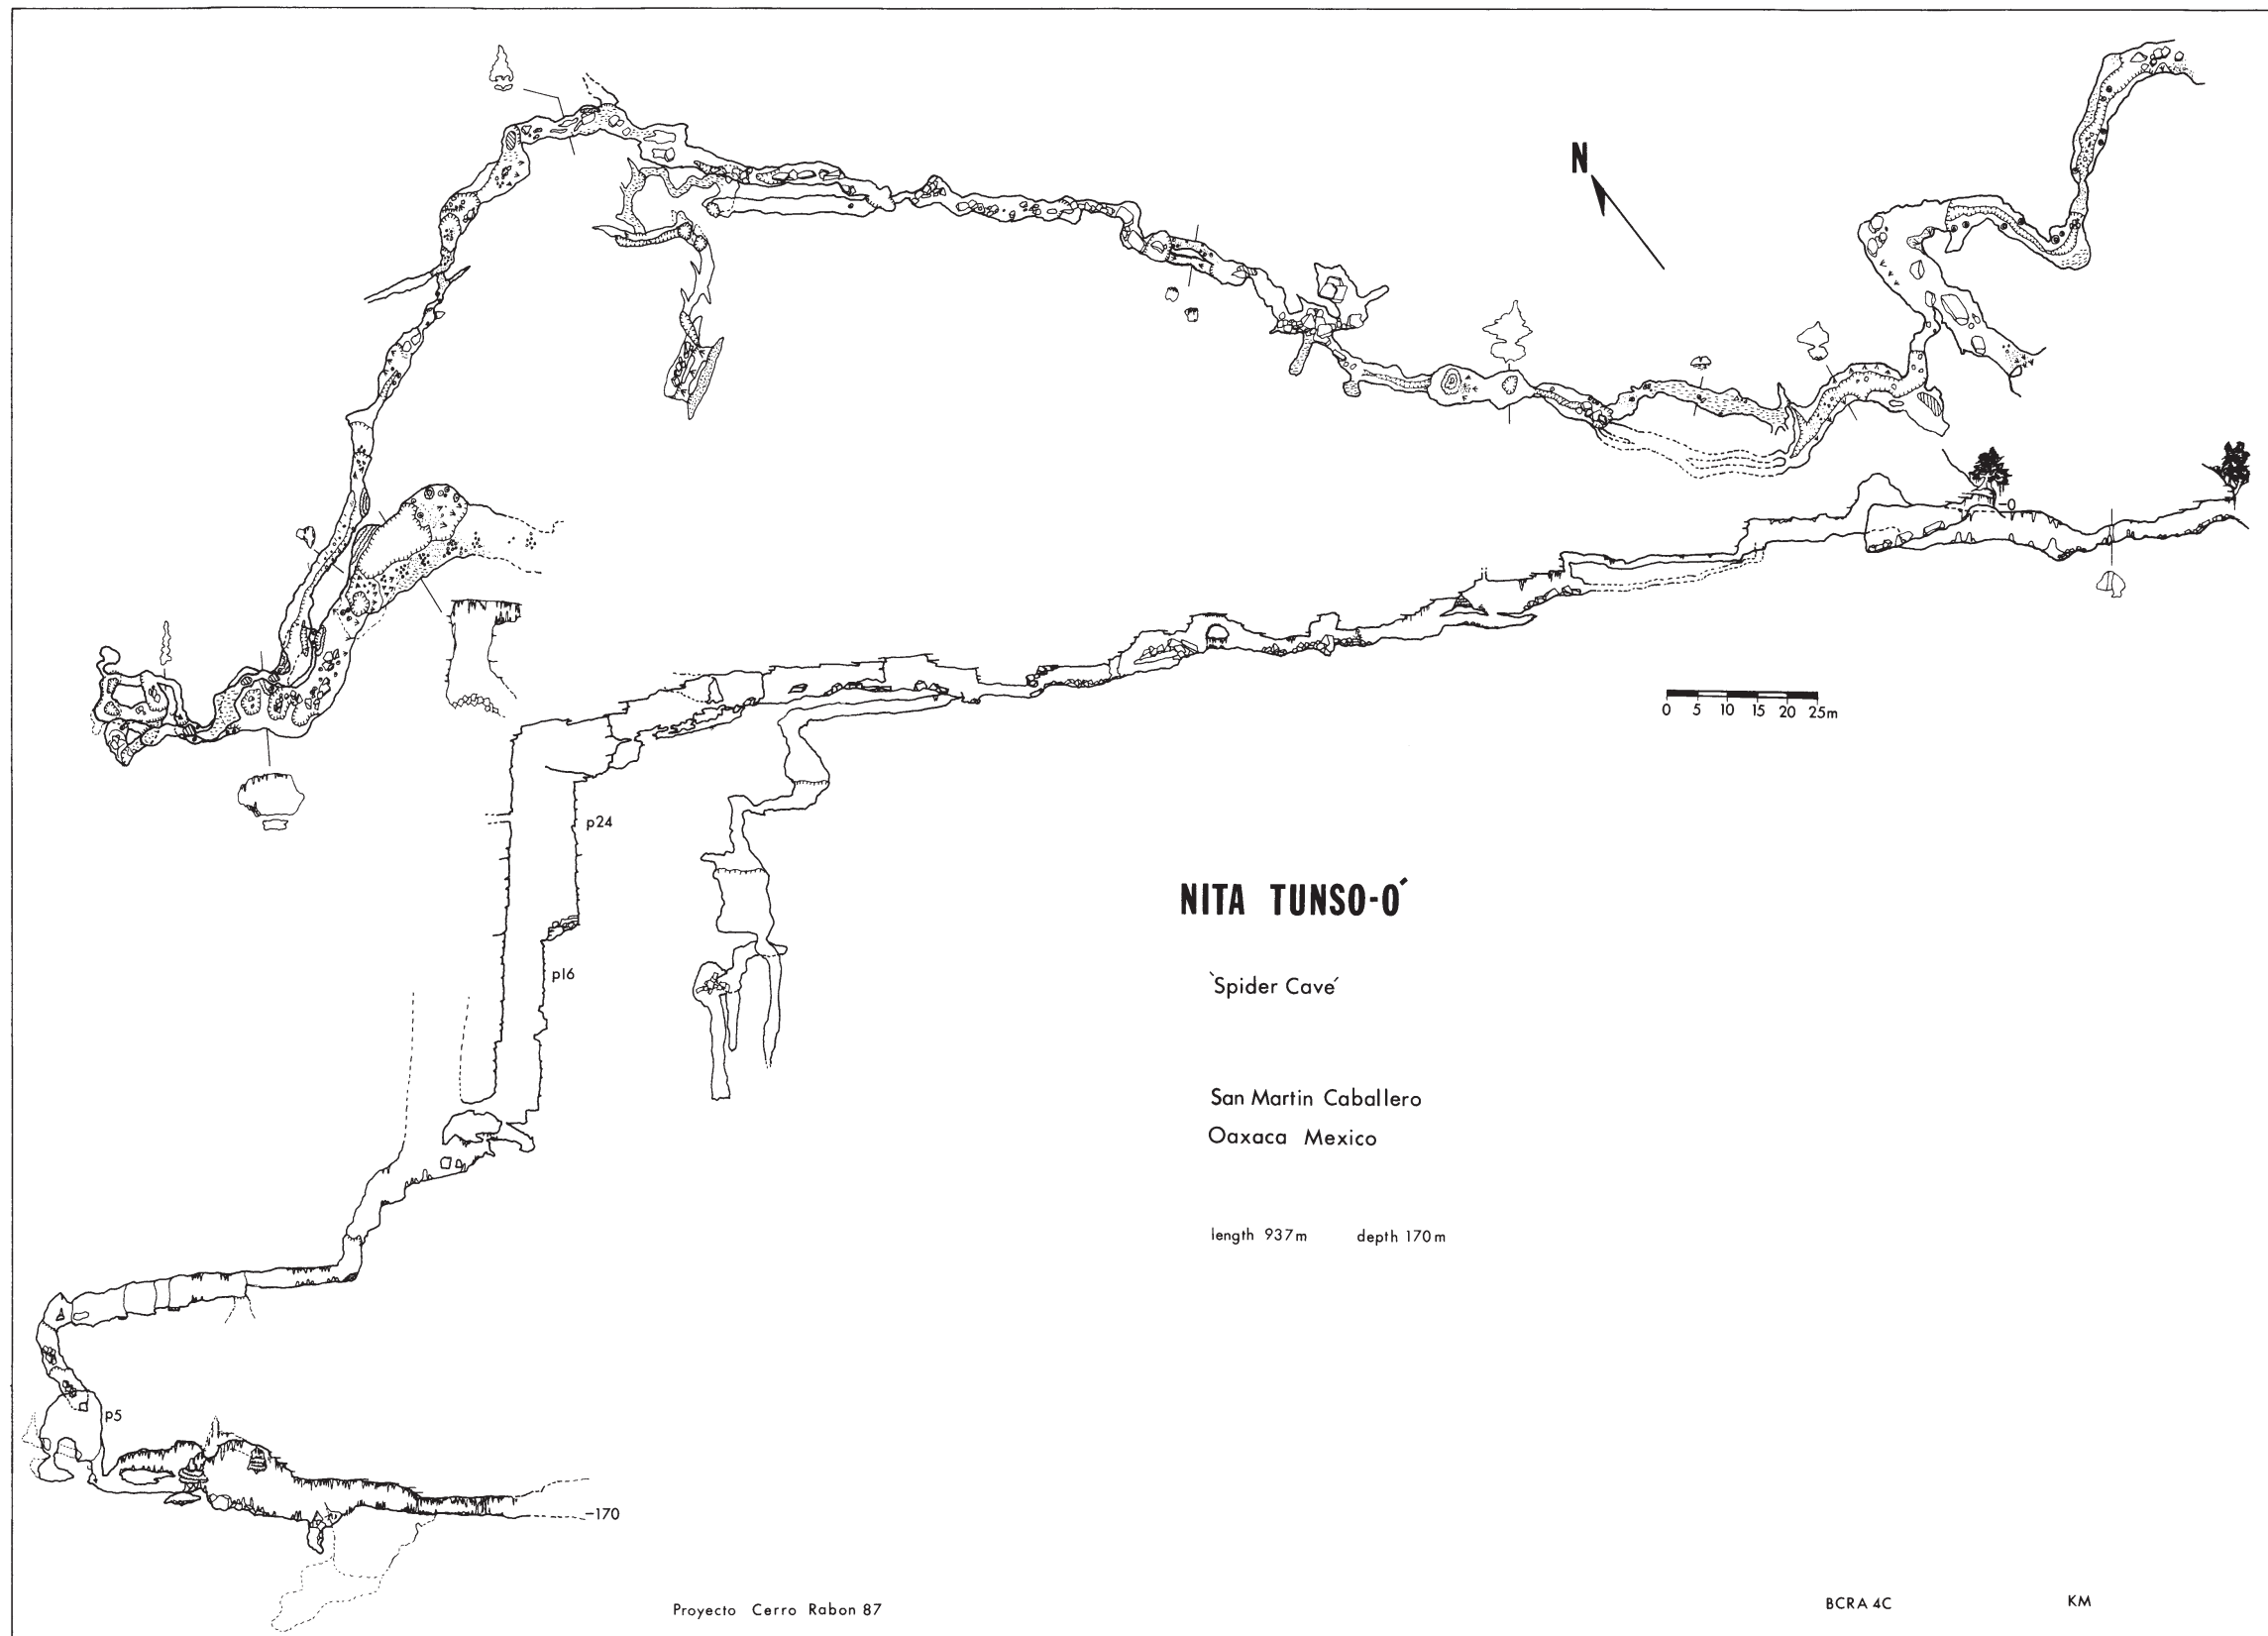 N
-0
0 5 10 15 20 25m
p24
NITA TUNSO-O´
p16
`Spider Cave´
San Martin Caballero
Oaxaca Mexico
length 937m depth 170m
p5
-170
Proyecto Cerro Rabon 87
BCRA 4C KM